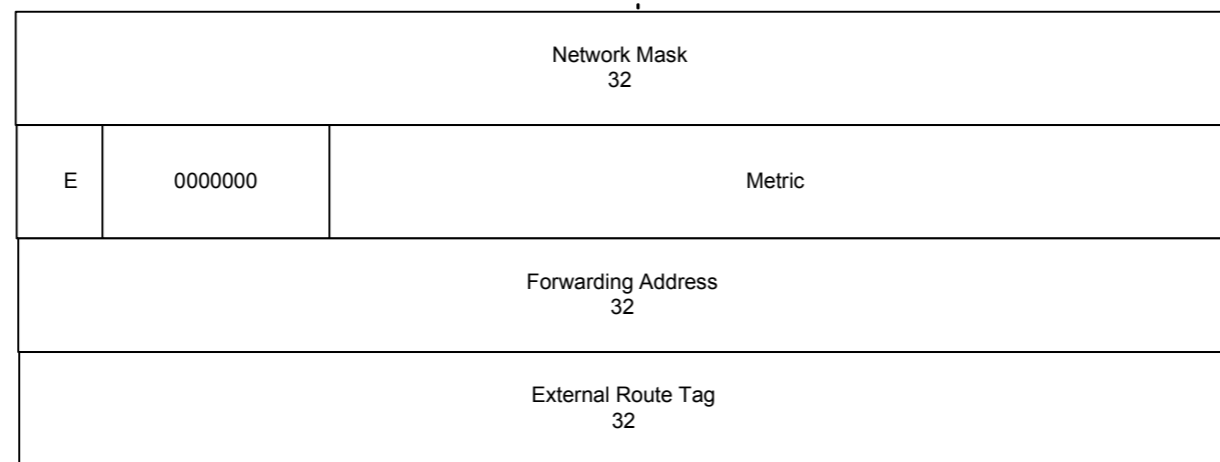 Network Mask
32
E 0000000 Metric
Forwarding Address
32
External Route Tag
32